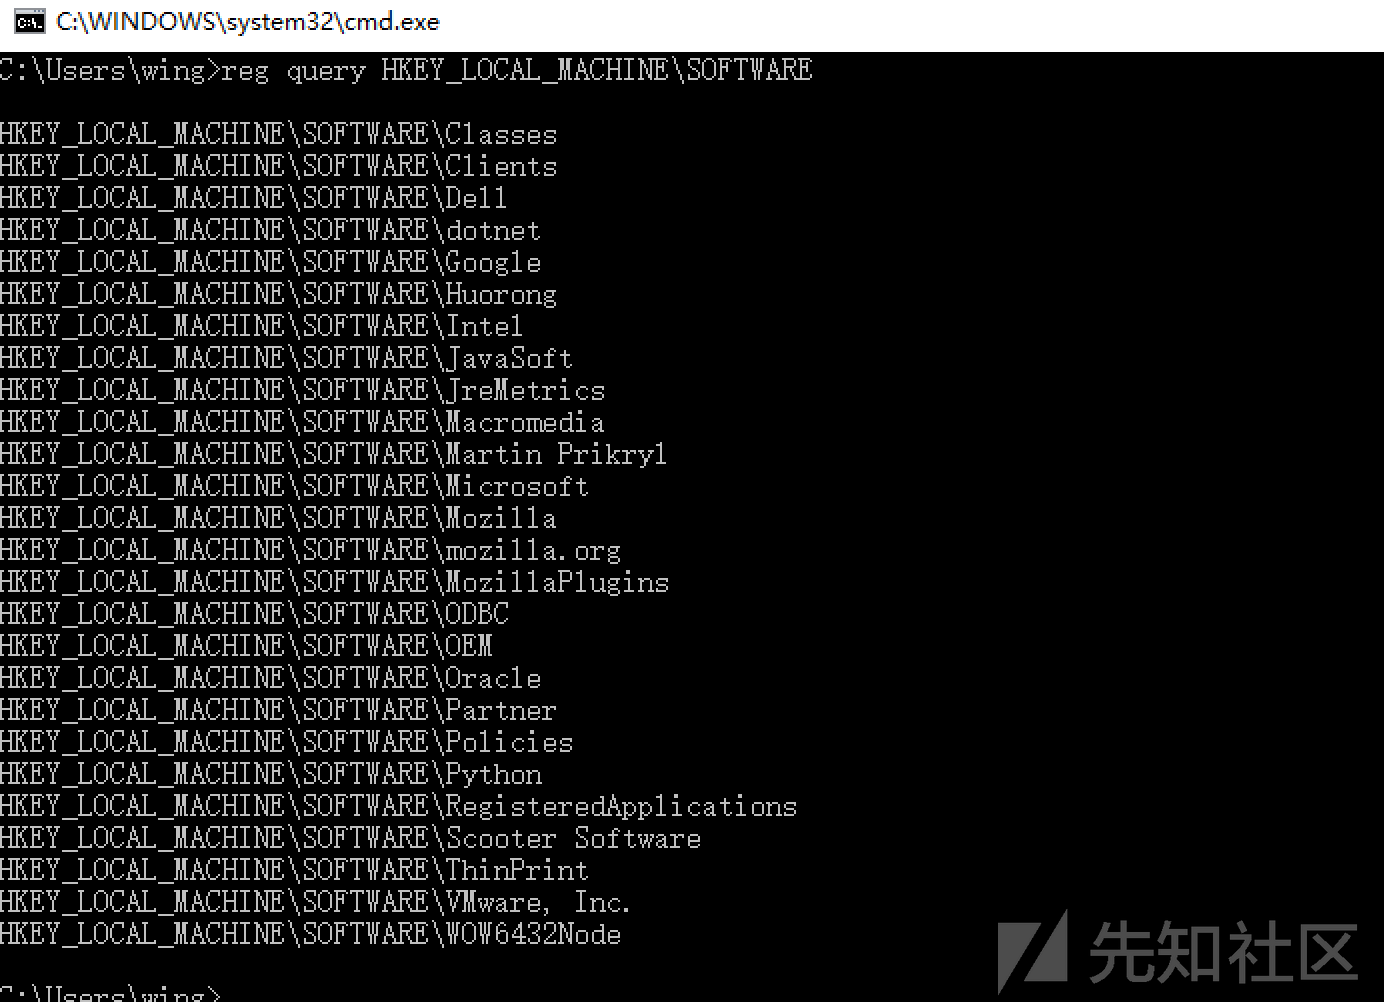 C:\WINDOWS\system32\cmd.exe
C:\Users\wing>reg query HKEY_LOCAL_MACHINE\SOFTWARE
HKEY_LOCAL_MACHINE\SOFTWARE\Classes
HKEY_LOCAL_MACHINE\SOFTWARE\Clients
HKEY_LOCAL_MACHINE\SOFTWARE\Dell
HKEY_LOCAL_MACHINE\SOFTWARE\dotnet
HKEY_LOCAL_MACHINE\SOFTWARE\Google
HKEY_LOCAL_MACHINE\SOFTWARE\Huorong
HKEY_LOCAL_MACHINE\SOFTWARE\Intel
HKEY_LOCAL_MACHINE\SOFTWARE\JavaSoft
HKEY_LOCAL_MACHINE\SOFTWARE\JreMetrics
HKEY_LOCAL_MACHINE\SOFTWARE\Macromedia
HKEY_LOCAL_MACHINE\SOFTWARE\Martin Prikryl
HKEY_LOCAL_MACHINE\SOFTWARE\Microsoft
HKEY_LOCAL_MACHINE\SOFTWARE\Mozilla
HKEY_LOCAL_MACHINE\SOFTWARE\mozilla.org
HKEY_LOCAL_MACHINE\SOFTWARE\MozillaPlugins
HKEY_LOCAL_MACHINE\SOFTWARE\ODBC
HKEY_LOCAL_MACHINE\SOFTWARE\OEM
HKEY_LOCAL_MACHINE\SOFTWARE\Oracle
HKEY_LOCAL_MACHINE\SOFTWARE\Partner
HKEY_LOCAL_MACHINE\SOFTWARE\Policies
HKEY_LOCAL_MACHINE\SOFTWARE\Python
HKEY_LOCAL_MACHINE\SOFTWARE\RegisteredApplications
HKEY_LOCAL_MACHINE\SOFTWARE\Scooter Software
HKEY_LOCAL_MACHINE\SOFTWARE\ThinPrint
HKEY_LOCAL_MACHINE\SOFTWARE\VMware, Inc.
HKEY_LOCAL_MACHINE\SOFTWARE\WOW6432Node
C:\Users\wing>
先知社区